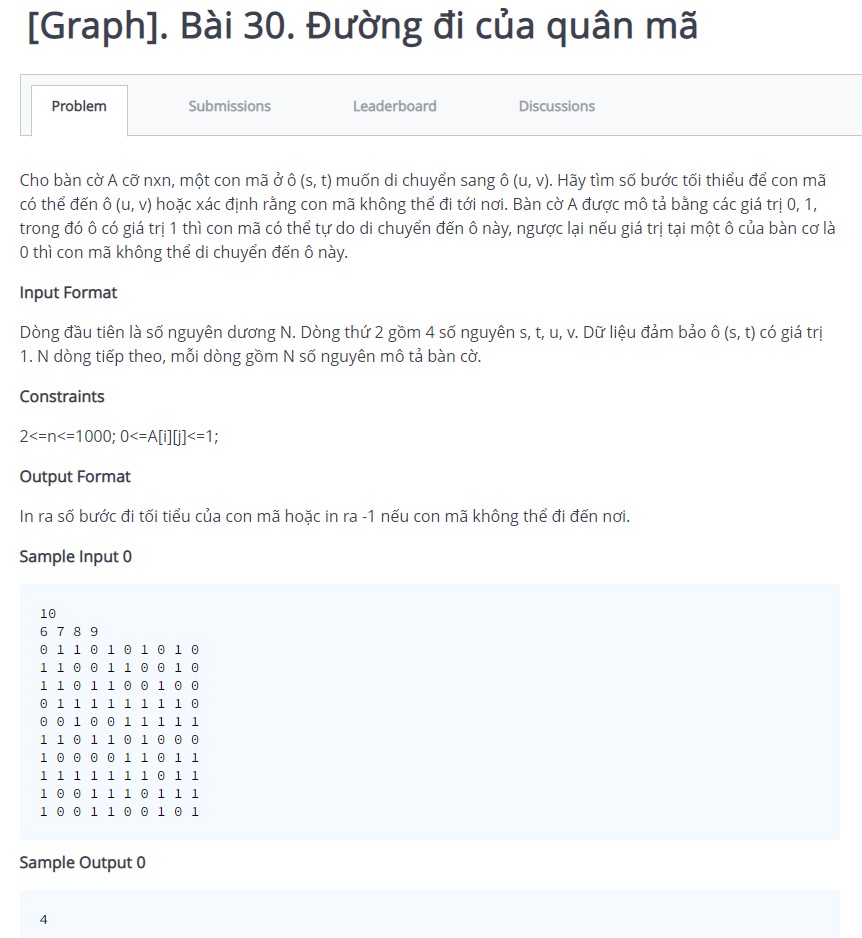 [Graph]. Bài 30. Đường đi của quân mã
Problem Submissions Leaderboard Discussions
Cho bàn cờ A cỡ nxn, một con mã ở ô (s, t) muốn di chuyển sang ô (u, v). Hãy tìm số bước tối thiểu để con mã
có thể đến ô (u, v) hoặc xác định rằng con mã không thể đi tới nơi. Bàn cờ A được mô tả bằng các giá trị 0, 1,
trong đó ô có giá trị 1 thì con mã có thể tự do di chuyển đến ô này, ngược lại nếu giá trị tại một ô của bàn cơ là
0 thì con mã không thể di chuyển đến ô này.
Input Format
Dòng đầu tiên là số nguyên dương N. Dòng thứ 2 gồm 4 số nguyên s, t, u, v. Dữ liệu đảm bảo ô (s, t) có giá trị
1. N dòng tiếp theo, mỗi dòng gồm N số nguyên mô tả bàn cờ.
Constraints
2<=n<=1000; 0<=A[i][j]<=1;
Output Format
In ra số bước đi tối tiểu của con mã hoặc in ra -1 nếu con mã không thể đi đến nơi.
Sample Input 0
10
6 7 8 9
0 1 1 0 1 0 1 0 1 0
1 1 0 0 1 1 0 0 1 0
1 1 0 1 1 0 0 1 0 0
0 1 1 1 1 1 1 1 1 0
0 0 1 0 0 1 1 1 1 1
1 1 0 1 1 0 1 0 0 0
1 0 0 0 0 1 1 0 1 1
1 1 1 1 1 1 1 0 1 1
1 0 0 1 1 1 0 1 1 1
1 0 0 1 1 0 0 1 0 1
Sample Output 0
4